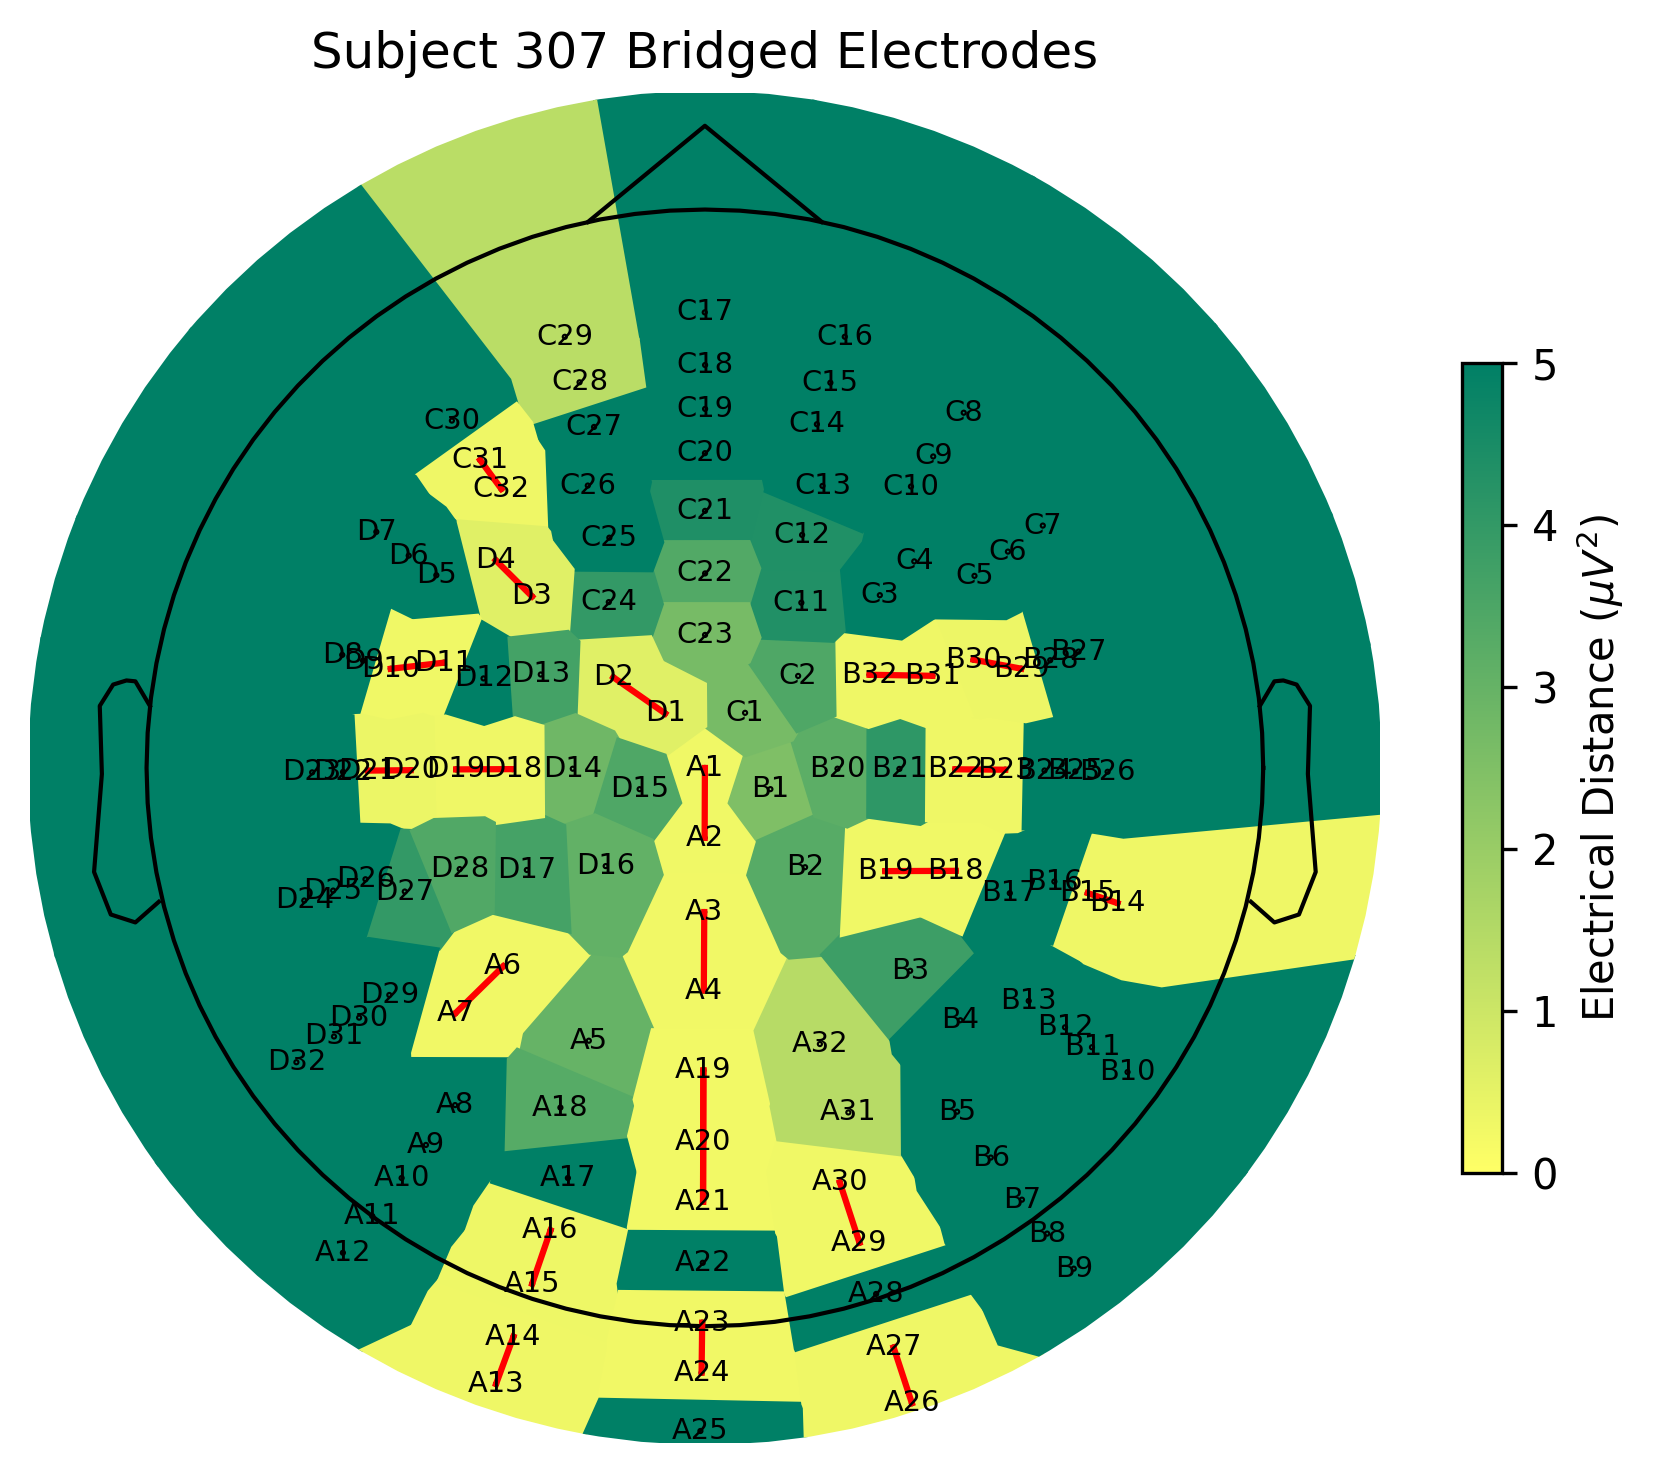 Subject 307 Bridged Electrodes
C17
C29
C16
C18
C28
C15
C19
C8
C30
C27
C14
C20
C9
C31
C32
C26
C13
C10
C21
C7
D7
C25
C12
C6
D6
D4
C4
D5
C22
C5
D3
C24
C11
C3
C23
D8
D9
D10
D11
D12
D13
D2
C2
B32
B31
B30
B29
B28
B27
D1
C1
D23
D22
D21
D20
D19
D18
D14
A1
B20
B21
B22
B23
B24
B25
B26
D15
B1
A2
D24
D25
D26
D27
D28
D17
D16
B2
B19
B18
B17
B16
B15
B14
A3
A6
B3
D29
A4
B13
A7
D30
B4
B12
D31
A5
A32
B11
D32
A19
B10
A8
A18
A31
B5
A9
A20
B6
A10
A17
A30
A21
B7
A11
A16
B8
A29
A12
A22
B9
A15
A28
A23
A14
A27
A24
A13
A26
A25
5
4
3
2
1
0
Electrical Distance (μV²)